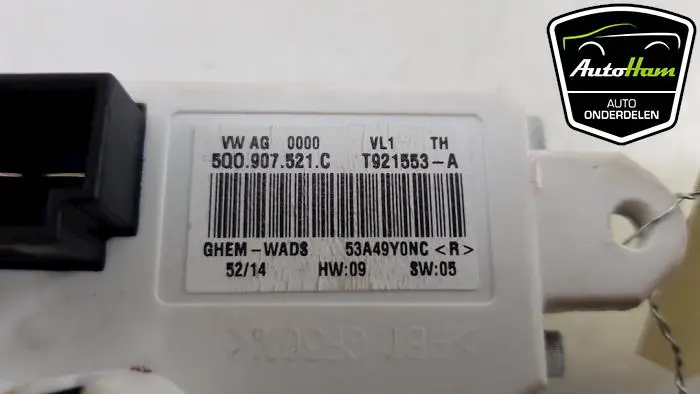 AutoHam
AUTO
ONDERDELEN
VW AG 0000 VL1 TH
5Q0.907.521.C T921553-A
GHEM-WADS 53A49Y0NC <R>
52/14 HW:09 SW:05